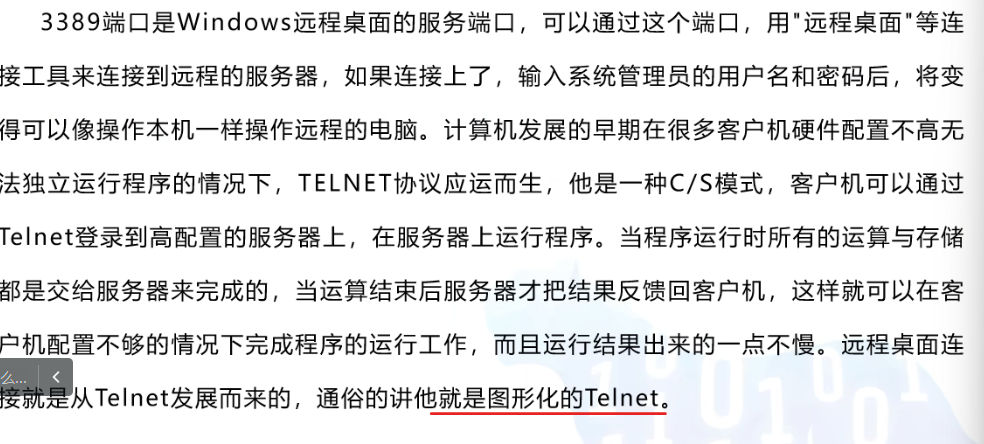 3389端口是Windows远程桌面的服务端口，可以通过这个端口，用"远程桌面"等连
接工具来连接到远程的服务器，如果连接上了，输入系统管理员的用户名和密码后，将变
得可以像操作本机一样操作远程的电脑。计算机发展的早期在很多客户机硬件配置不高无
法独立运行程序的情况下，TELNET协议应运而生，他是一种C/S模式，客户机可以通过
Telnet登录到高配置的服务器上，在服务器上运行程序。当程序运行时所有的运算与存储
都是交给服务器来完成的，当运算结束后服务器才把结果反馈回客户机，这样就可以在客
户机配置不够的情况下完成程序的运行工作，而且运行结果出来的一点不慢。远程桌面连
么...
接就是从Telnet发展而来的，通俗的讲他就是图形化的Telnet。